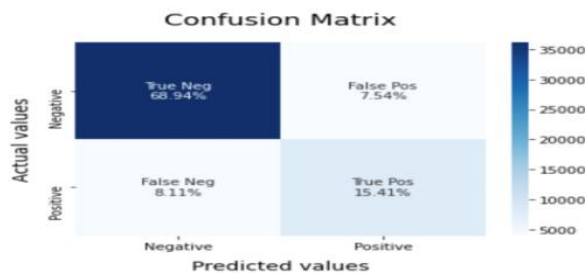 Confusion Matrix
True Neg
68.94%
False Pos
7.54%
False Neg
8.11%
True Pos
15.41%
Actual values
Negative
Positive
Negative
Positive
Predicted values
35000
30000
25000
20000
15000
10000
5000